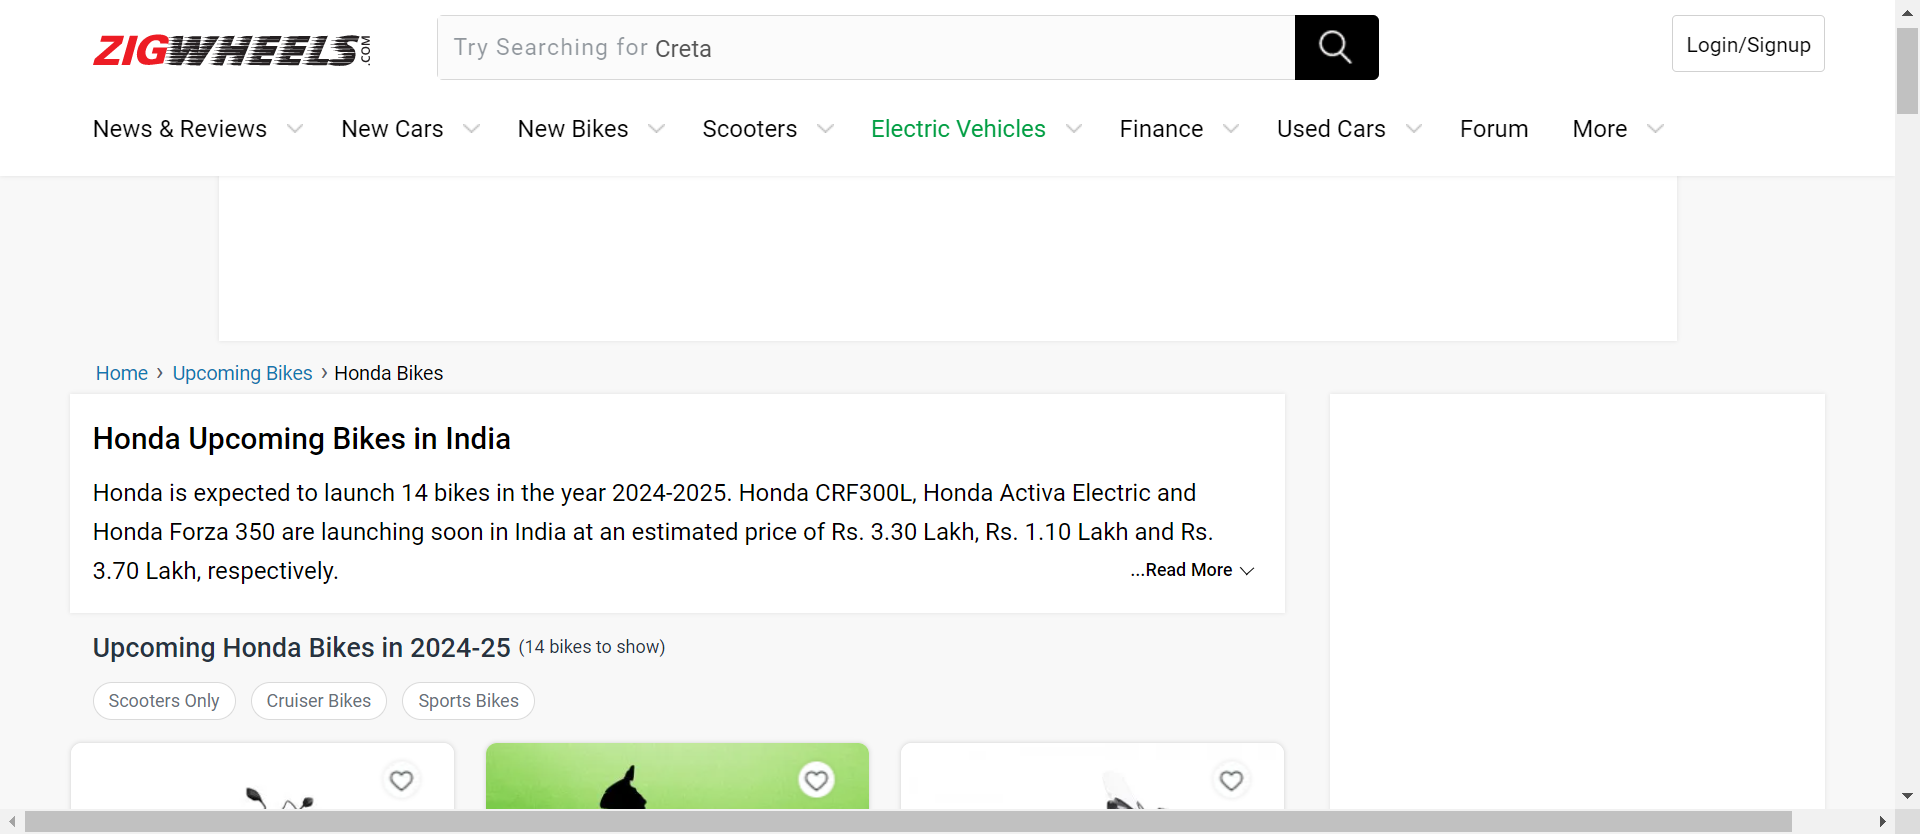 ZIGWHEELS.COM
Try Searching for Creta
Login/Signup
News & Reviews
New Cars
New Bikes
Scooters
Electric Vehicles
Finance
Used Cars
Forum
More
Home › Upcoming Bikes › Honda Bikes
Honda Upcoming Bikes in India
Honda is expected to launch 14 bikes in the year 2024-2025. Honda CRF300L, Honda Activa Electric and
Honda Forza 350 are launching soon in India at an estimated price of Rs. 3.30 Lakh, Rs. 1.10 Lakh and Rs.
3.70 Lakh, respectively.
...Read More
Upcoming Honda Bikes in 2024-25 (14 bikes to show)
Scooters Only
Cruiser Bikes
Sports Bikes